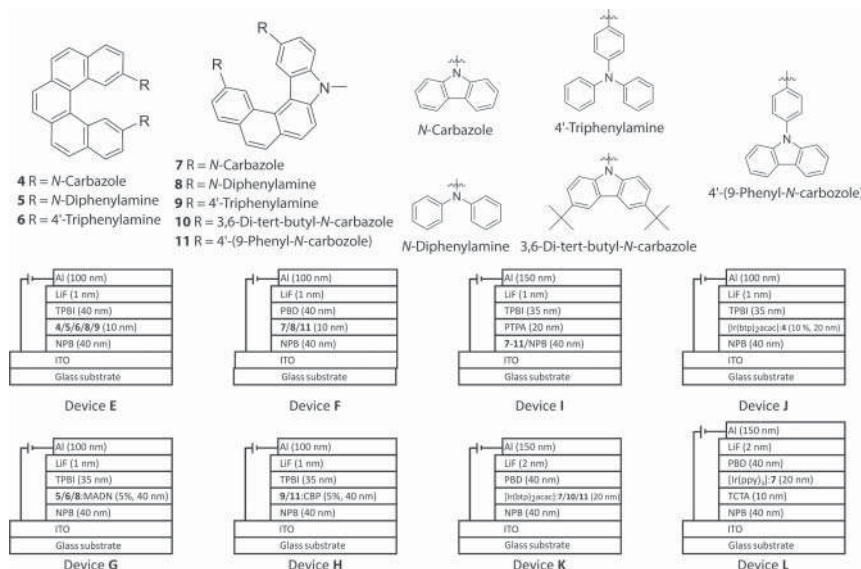 R
R
4 R = N-Carbazole
5 R = N-Diphenylamine
6 R = 4'-Triphenylamine
R
R
N
7 R = N-Carbazole
8 R = N-Diphenylamine
9 R = 4'-Triphenylamine
10 R = 3,6-Di-tert-butyl-N-carbazole
11 R = 4'-(9-Phenyl-N-carbozole)
N
N-Carbazole
N
4'-Triphenylamine
N
N-Diphenylamine
N
3,6-Di-tert-butyl-N-carbazole
N
4'-(9-Phenyl-N-carbozole)
Al (100 nm)
LiF (1 nm)
TPBI (40 nm)
4/5/6/8/9 (10 nm)
NPB (40 nm)
ITO
Glass substrate
Device E
Al (100 nm)
LiF (1 nm)
PBD (40 nm)
7/8/11 (10 nm)
NPB (40 nm)
ITO
Glass substrate
Device F
Al (150 nm)
LiF (1 nm)
TPBI (35 nm)
PTPA (20 nm)
7-11/NPB (40 nm)
ITO
Glass substrate
Device I
Al (100 nm)
LiF (1 nm)
TPBI (35 nm)
[Ir(btp)2acac]:4 (10 %, 20 nm)
NPB (40 nm)
ITO
Glass substrate
Device J
Al (100 nm)
LiF (1 nm)
TPBI (35 nm)
5/6/8:MADN (5%, 40 nm)
NPB (40 nm)
ITO
Glass substrate
Device G
Al (100 nm)
LiF (1 nm)
TPBI (35 nm)
9/11:CBP (5%, 40 nm)
NPB (40 nm)
ITO
Glass substrate
Device H
Al (150 nm)
LiF (2 nm)
PBD (40 nm)
[Ir(btp)2acac]:7/10/11 (20 nm)
NPB (40 nm)
ITO
Glass substrate
Device K
Al (150 nm)
LiF (2 nm)
PBD (40 nm)
[Ir(ppy)3]:7 (20 nm)
TCTA (10 nm)
NPB (40 nm)
ITO
Glass substrate
Device L